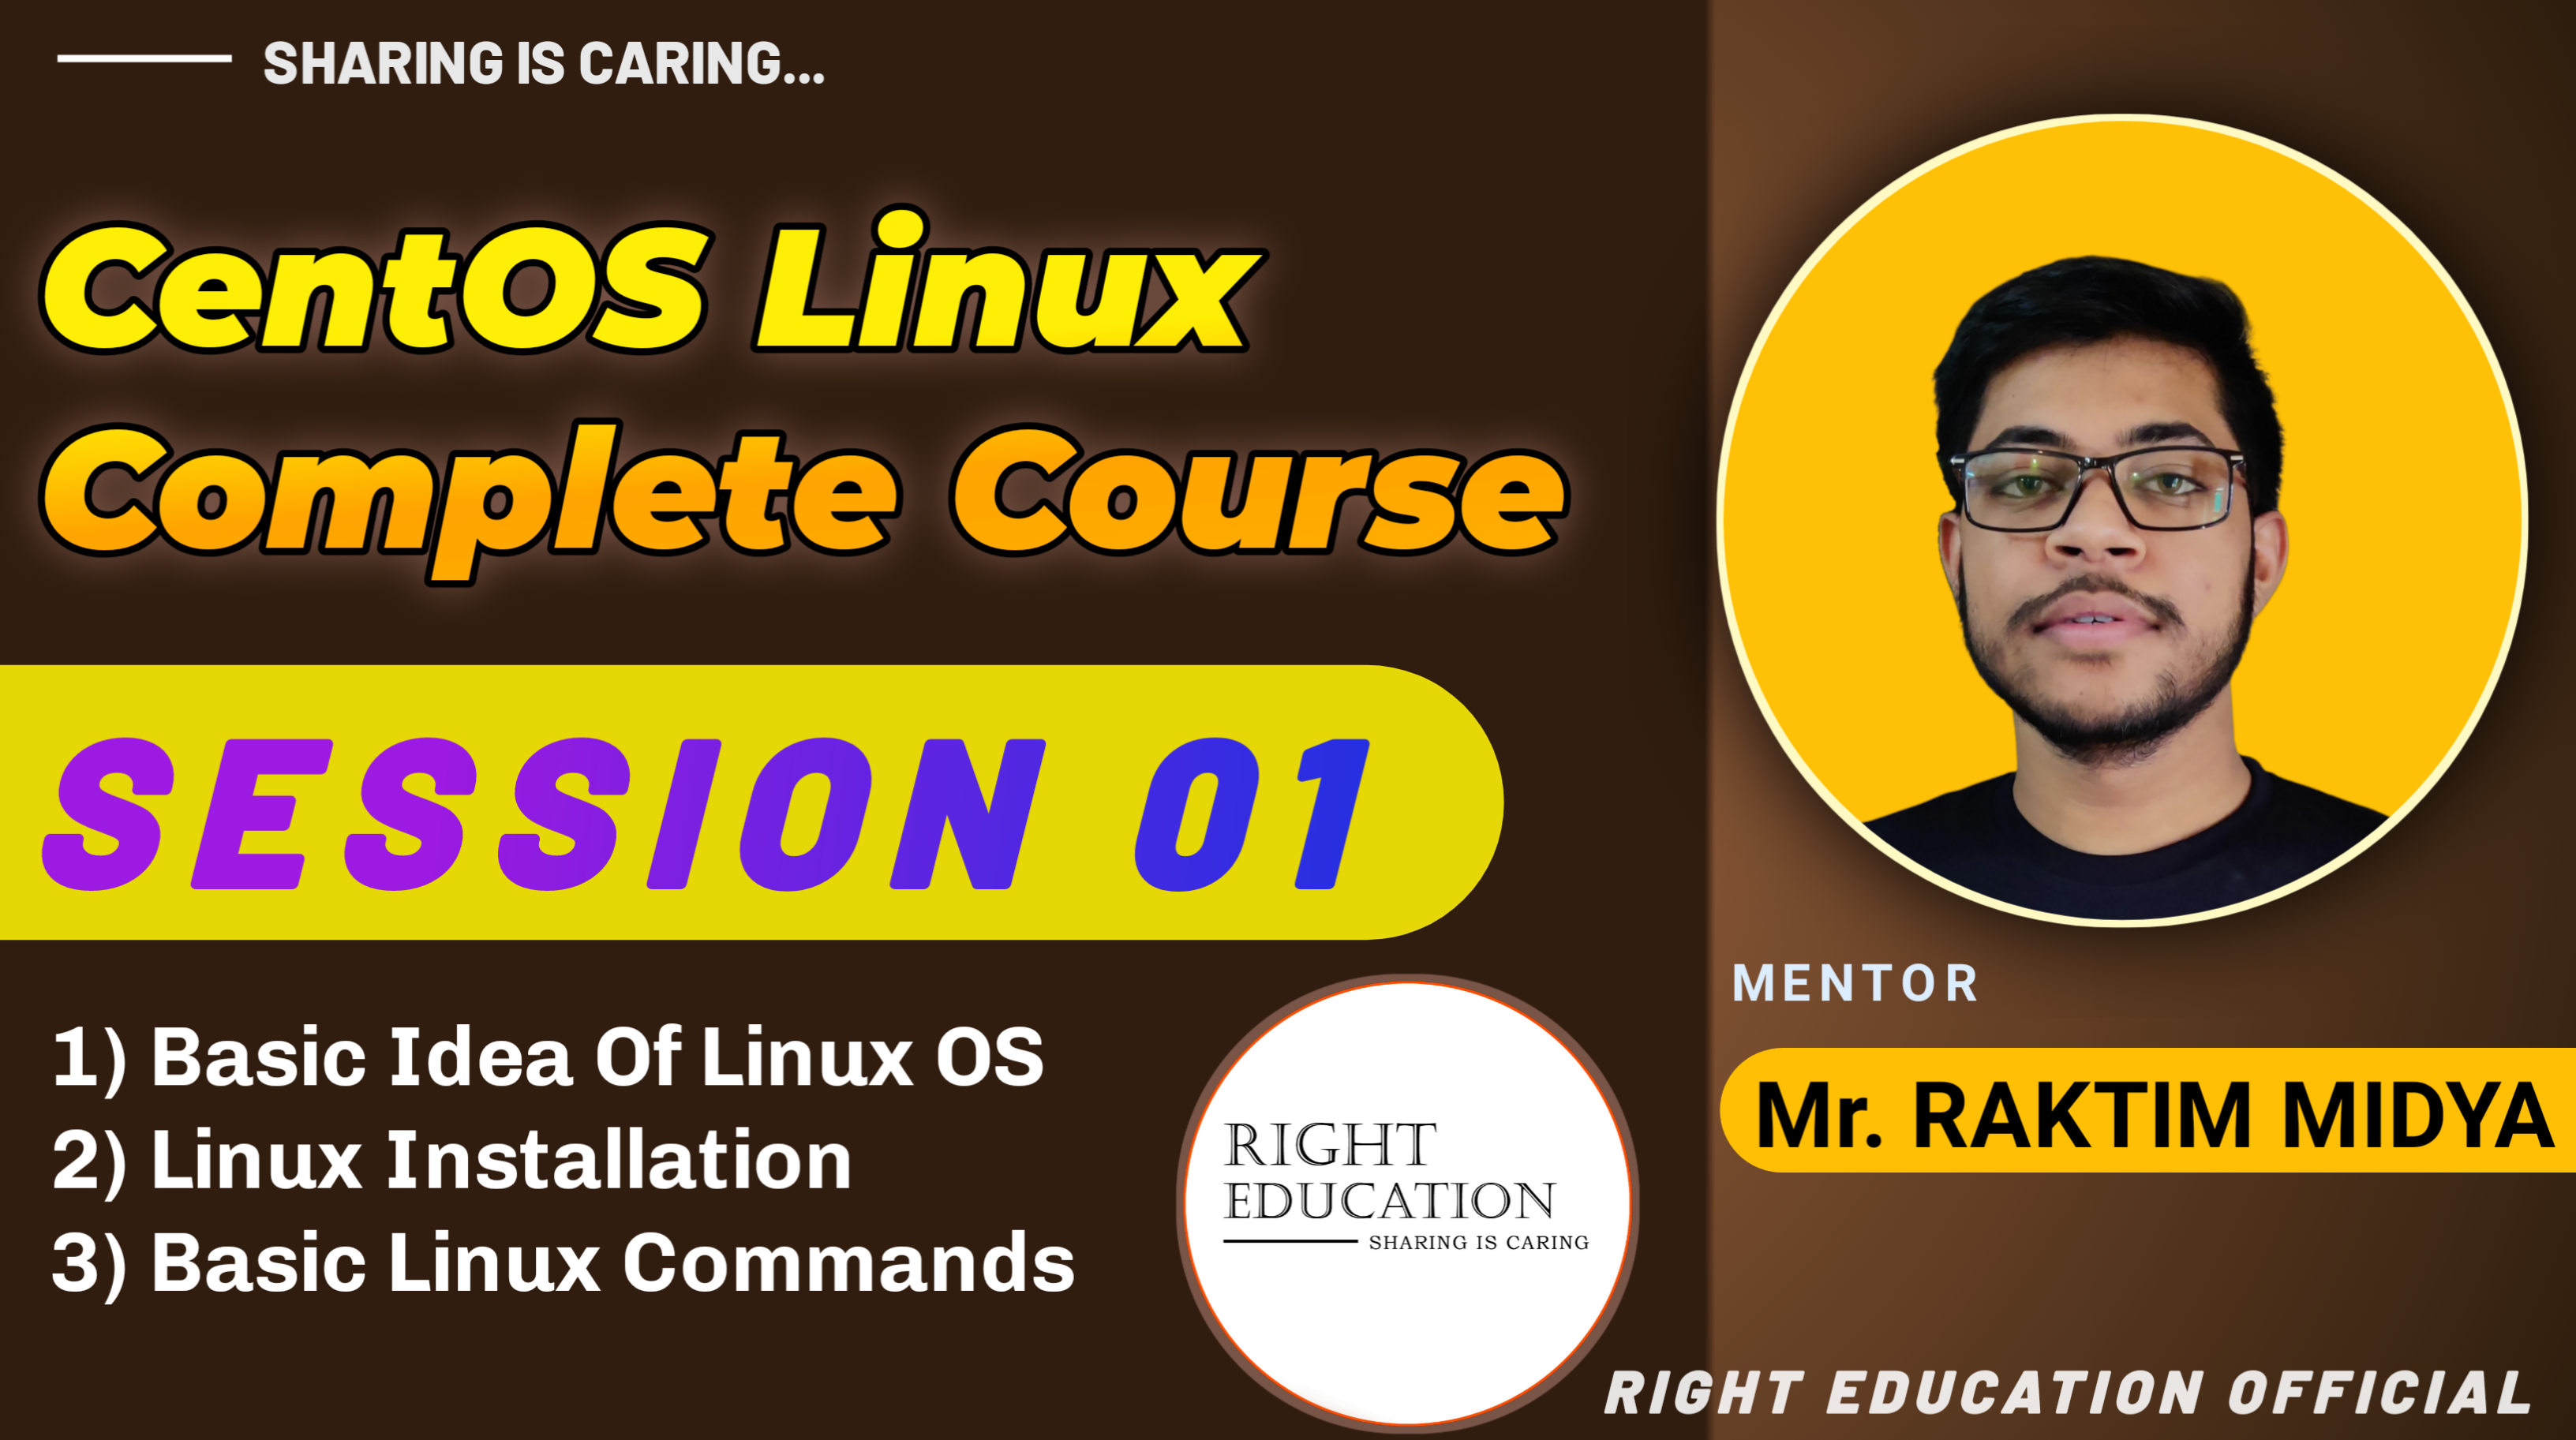 SHARING IS CARING...
CentOS Linux
Complete Course
SESSION 01
1) Basic Idea Of Linux OS
2) Linux Installation
3) Basic Linux Commands
RIGHT
EDUCATION
SHARING IS CARING
MENTOR
Mr. RAKTIM MIDYA
RIGHT EDUCATION OFFICIAL